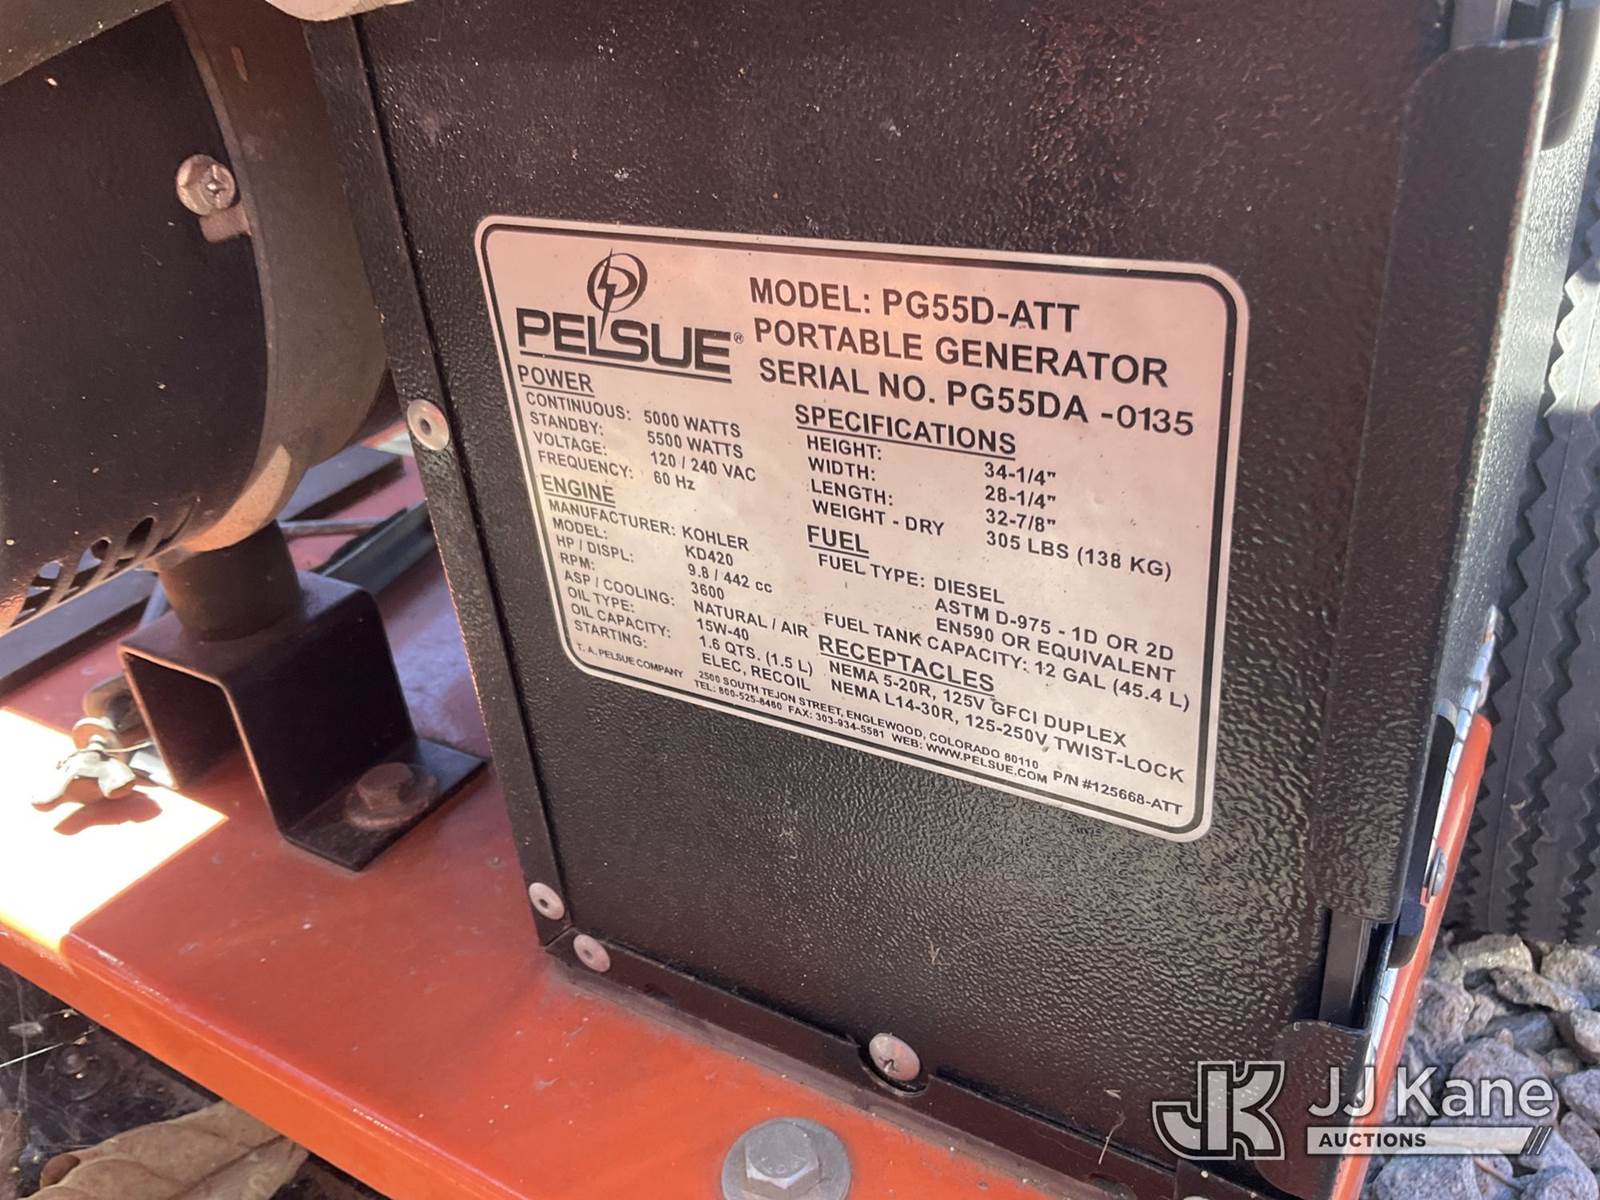 PELSUE®
MODEL: PG55D-ATT
PORTABLE GENERATOR
SERIAL NO. PG55DA -0135
POWER
CONTINUOUS: 5000 WATTS
STANDBY: 5500 WATTS
VOLTAGE: 120 / 240 VAC
FREQUENCY: 60 Hz
ENGINE
MANUFACTURER: KOHLER
MODEL: KD420
HP / DISPL: 9.8 / 442 cc
RPM: 3600
ASP / COOLING: NATURAL / AIR
OIL TYPE: 15W-40
OIL CAPACITY: 1.6 QTS. (1.5 L)
STARTING: ELEC, RECOIL
SPECIFICATIONS
HEIGHT: 34-1/4"
WIDTH: 28-1/4"
LENGTH: 32-7/8"
WEIGHT - DRY 305 LBS (138 KG)
FUEL
FUEL TYPE: DIESEL
ASTM D-975 - 1D OR 2D
EN590 OR EQUIVALENT
FUEL TANK CAPACITY: 12 GAL (45.4 L)
RECEPTACLES
NEMA 5-20R, 125V GFCI DUPLEX
NEMA L14-30R, 125-250V TWIST-LOCK
T. A. PELSUE COMPANY 2500 SOUTH TEJON STREET, ENGLEWOOD, COLORADO 80110
TEL: 800-525-8460 FAX: 303-934-5581 WEB: WWW.PELSUE.COM P/N #125668-ATT
JK JJ Kane
AUCTIONS